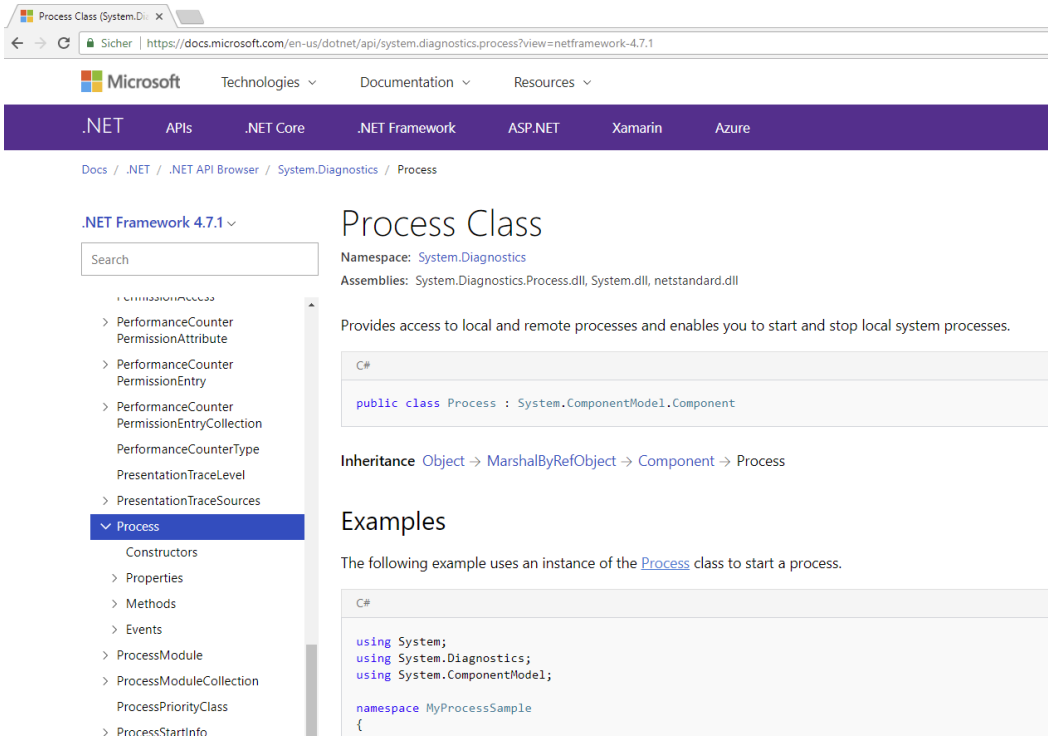 Process Class (System.Di
Sicher https://docs.microsoft.com/en-us/dotnet/api/system.diagnostics.process?view=netframework-4.7.1
Microsoft Technologies Documentation Resources
.NET APIs .NET Core .NET Framework ASP.NET Xamarin Azure
Docs / .NET / .NET API Browser / System.Diagnostics / Process
.NET Framework 4.7.1
Search
PermissionAccess
PerformanceCounter
PermissionAttribute
PerformanceCounter
PermissionEntry
PerformanceCounter
PermissionEntryCollection
PerformanceCounterType
PresentationTraceLevel
PresentationTraceSources
Process
Constructors
Properties
Methods
Events
ProcessModule
ProcessModuleCollection
ProcessPriorityClass
ProcessStartInfo
Process Class
Namespace: System.Diagnostics
Assemblies: System.Diagnostics.Process.dll, System.dll, netstandard.dll
Provides access to local and remote processes and enables you to start and stop local system processes.
C#
public class Process : System.ComponentModel.Component
Inheritance Object → MarshalByRefObject → Component → Process
Examples
The following example uses an instance of the Process class to start a process.
C#
using System;
using System.Diagnostics;
using System.ComponentModel;
namespace MyProcessSample
{